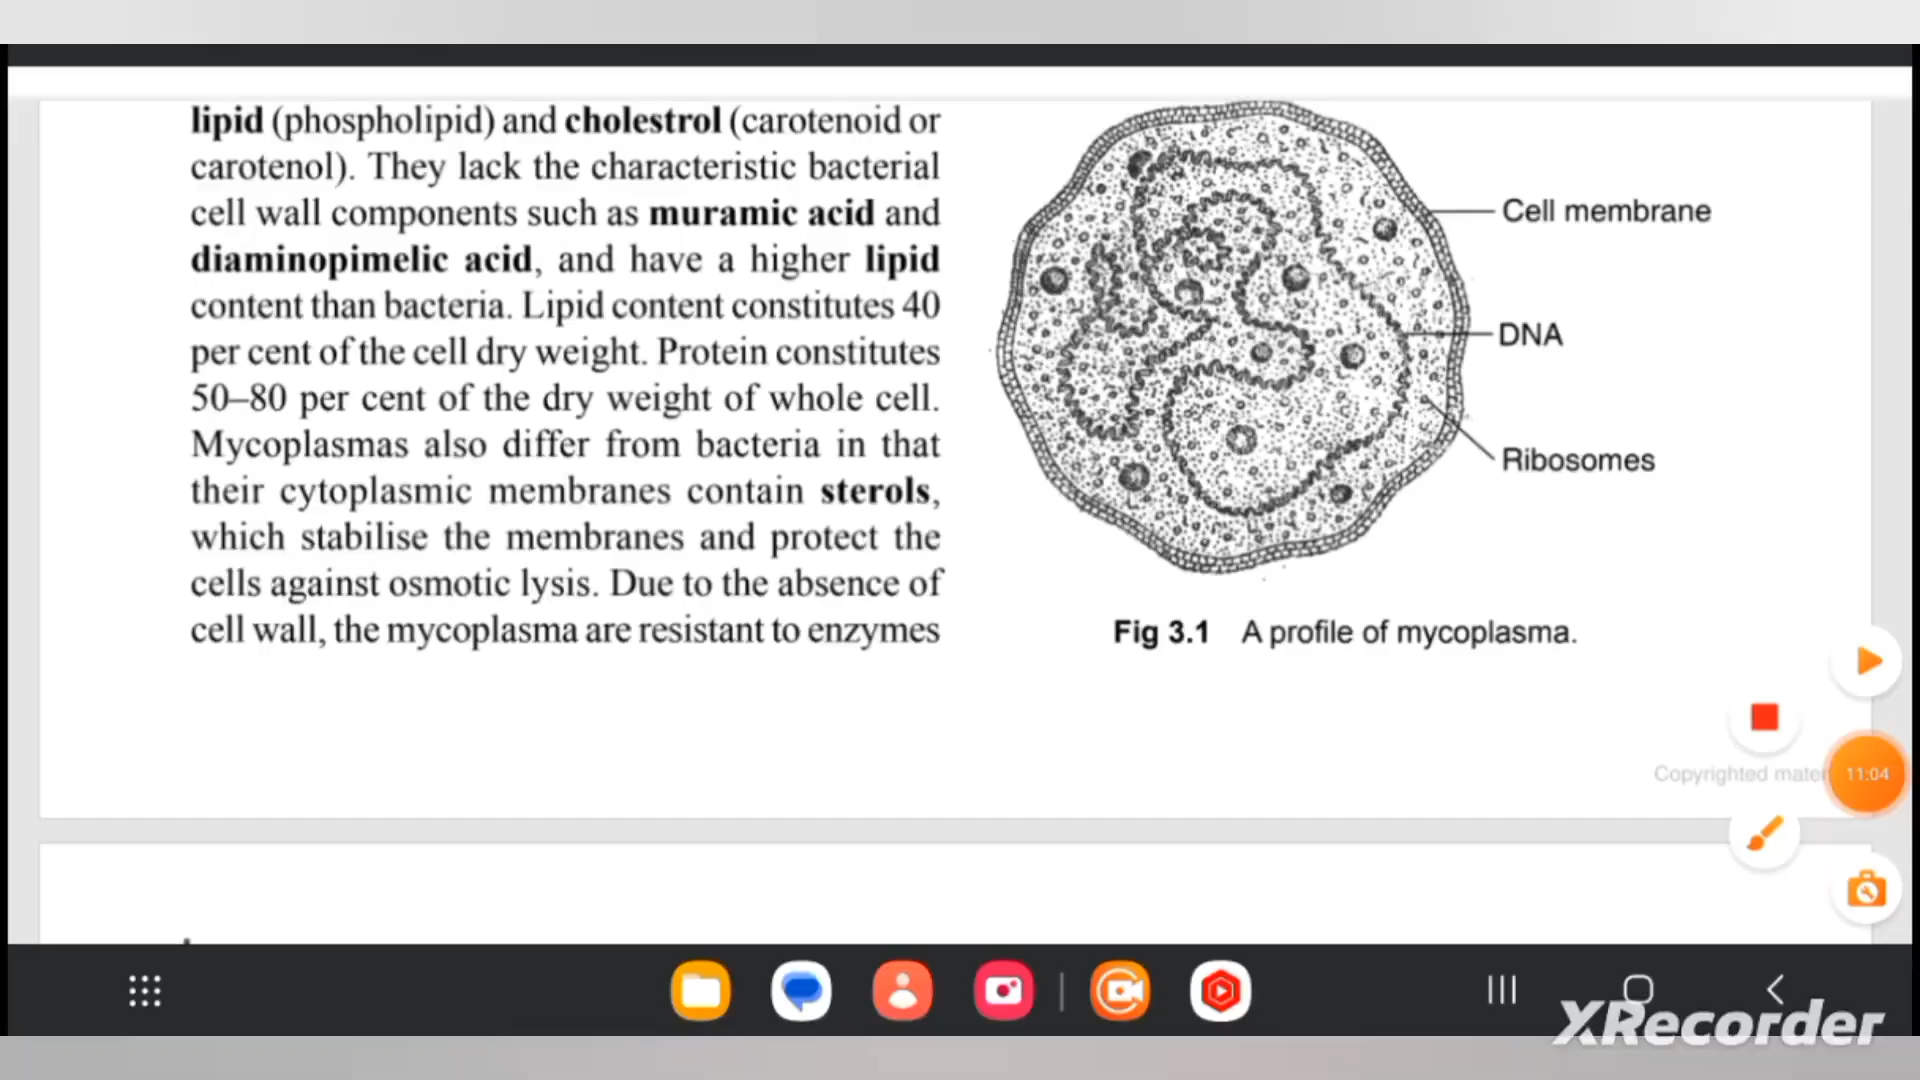 lipid (phospholipid) and cholestrol (carotenoid or
carotenol). They lack the characteristic bacterial
cell wall components such as muramic acid and
diaminopimelic acid, and have a higher lipid
content than bacteria. Lipid content constitutes 40
per cent of the cell dry weight. Protein constitutes
50–80 per cent of the dry weight of whole cell.
Mycoplasmas also differ from bacteria in that
their cytoplasmic membranes contain sterols,
which stabilise the membranes and protect the
cells against osmotic lysis. Due to the absence of
cell wall, the mycoplasma are resistant to enzymes
Cell membrane
DNA
Ribosomes
Fig 3.1 A profile of mycoplasma.
Copyrighted mater
11:04
XRecorder